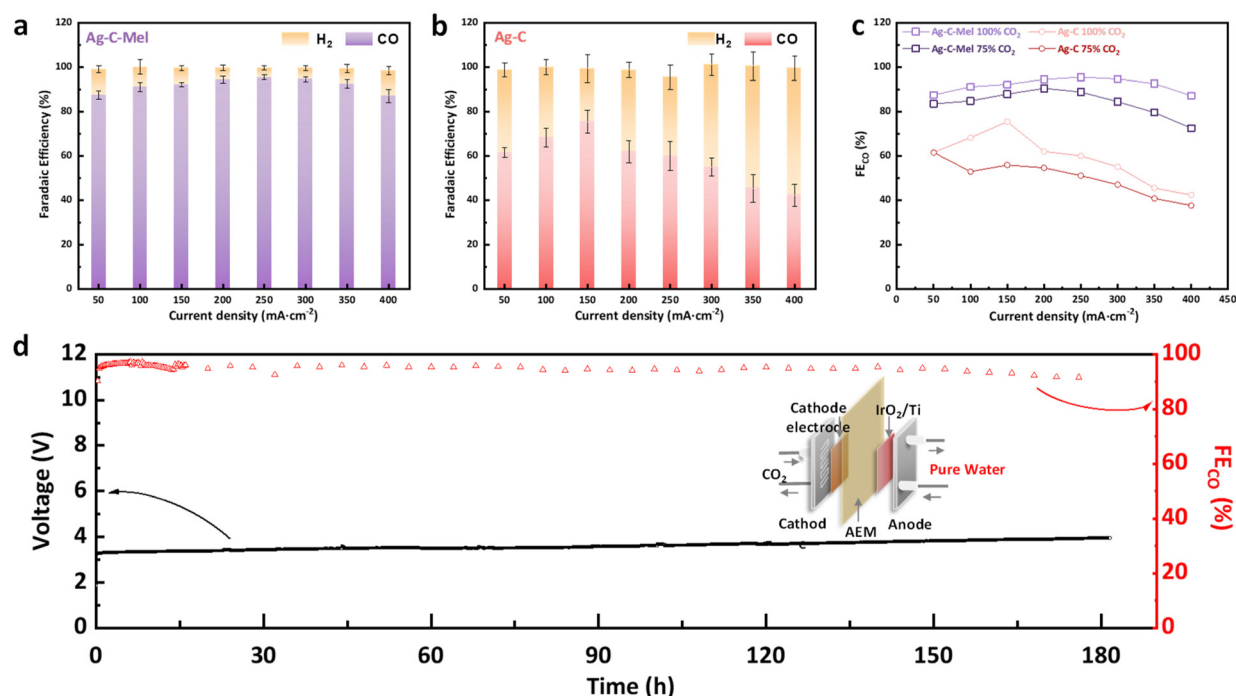 a
Ag-C-Mel
H₂ CO
Faradaic Efficiency (%)
120
100
80
60
40
20
0
50 100 150 200 250 300 350 400
Current density (mA·cm⁻²)
b
Ag-C
H₂ CO
Faradaic Efficiency (%)
120
100
80
60
40
20
0
50 100 150 200 250 300 350 400
Current density (mA·cm⁻²)
c
Ag-C-Mel 100% CO₂ Ag-C 100% CO₂
Ag-C-Mel 75% CO₂ Ag-C 75% CO₂
FE_CO (%)
120
100
80
60
40
20
0
0 50 100 150 200 250 300 350 400 450
Current density (mA·cm⁻²)
d
Voltage (V)
12
11
10
9
8
6
4
2
0
0 30 60 90 120 150 180
Time (h)
100
80
60
40
20
0
FE_CO (%)
Cathode
electrode
IrO₂/Ti
CO₂
Pure Water
Cathod
AEM
Anode
C